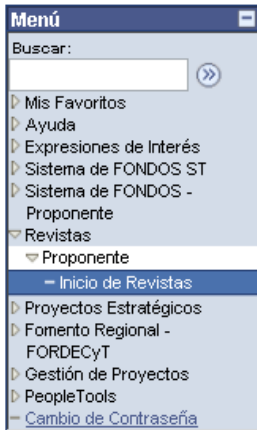 Menú
Buscar:
Mis Favoritos
Ayuda
Expresiones de Interés
Sistema de FONDOS ST
Sistema de FONDOS -
Proponente
Revistas
Proponente
Inicio de Revistas
Proyectos Estratégicos
Fomento Regional -
FORDECyT
Gestión de Proyectos
PeopleTools
Cambio de Contraseña